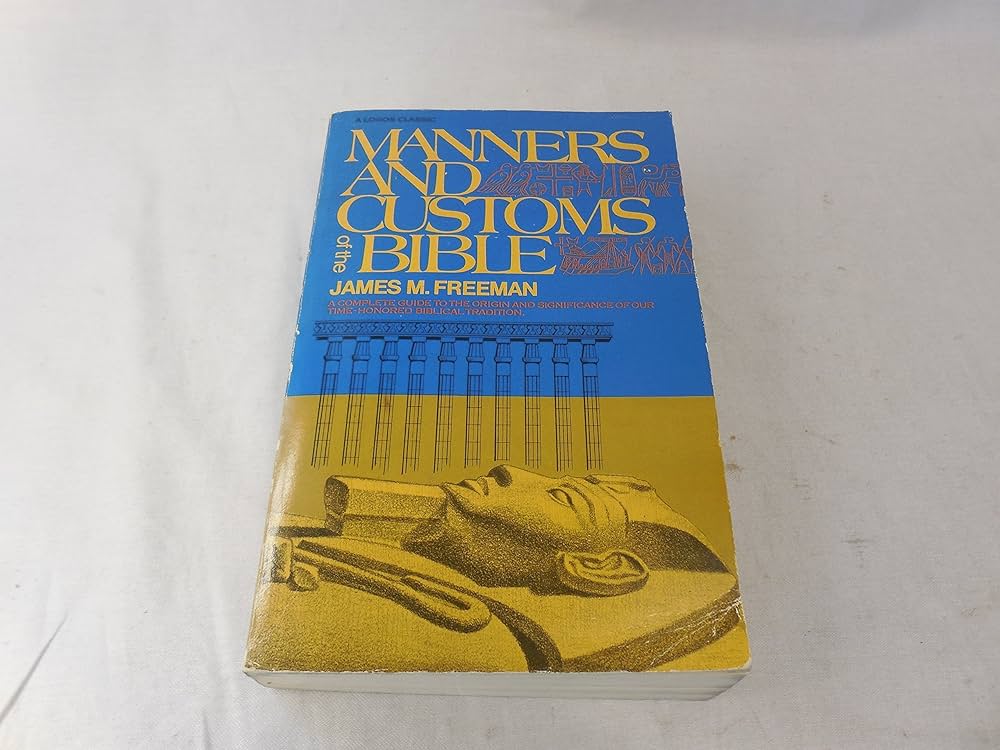 A LOGOS CLASSIC
MANNERS
AND
CUSTOMS
of the
BIBLE
JAMES M. FREEMAN
A COMPLETE GUIDE TO THE ORIGIN AND SIGNIFICANCE OF OUR
TIME-HONORED BIBLICAL TRADITION.